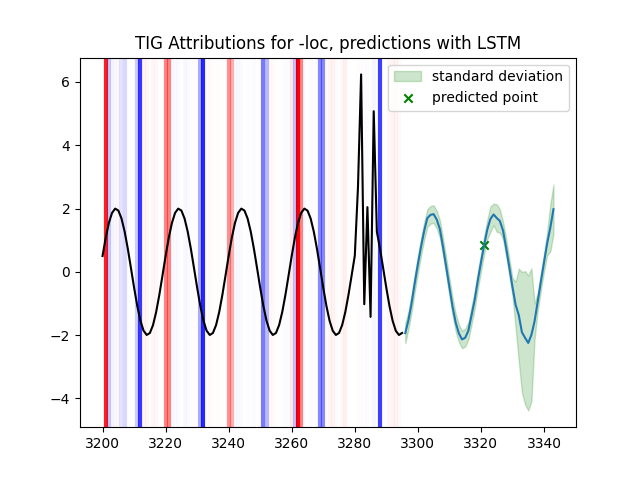 TIG Attributions for -loc, predictions with LSTM
standard deviation
predicted point
6
4
2
0
−2
−4
3200 3220 3240 3260 3280 3300 3320 3340